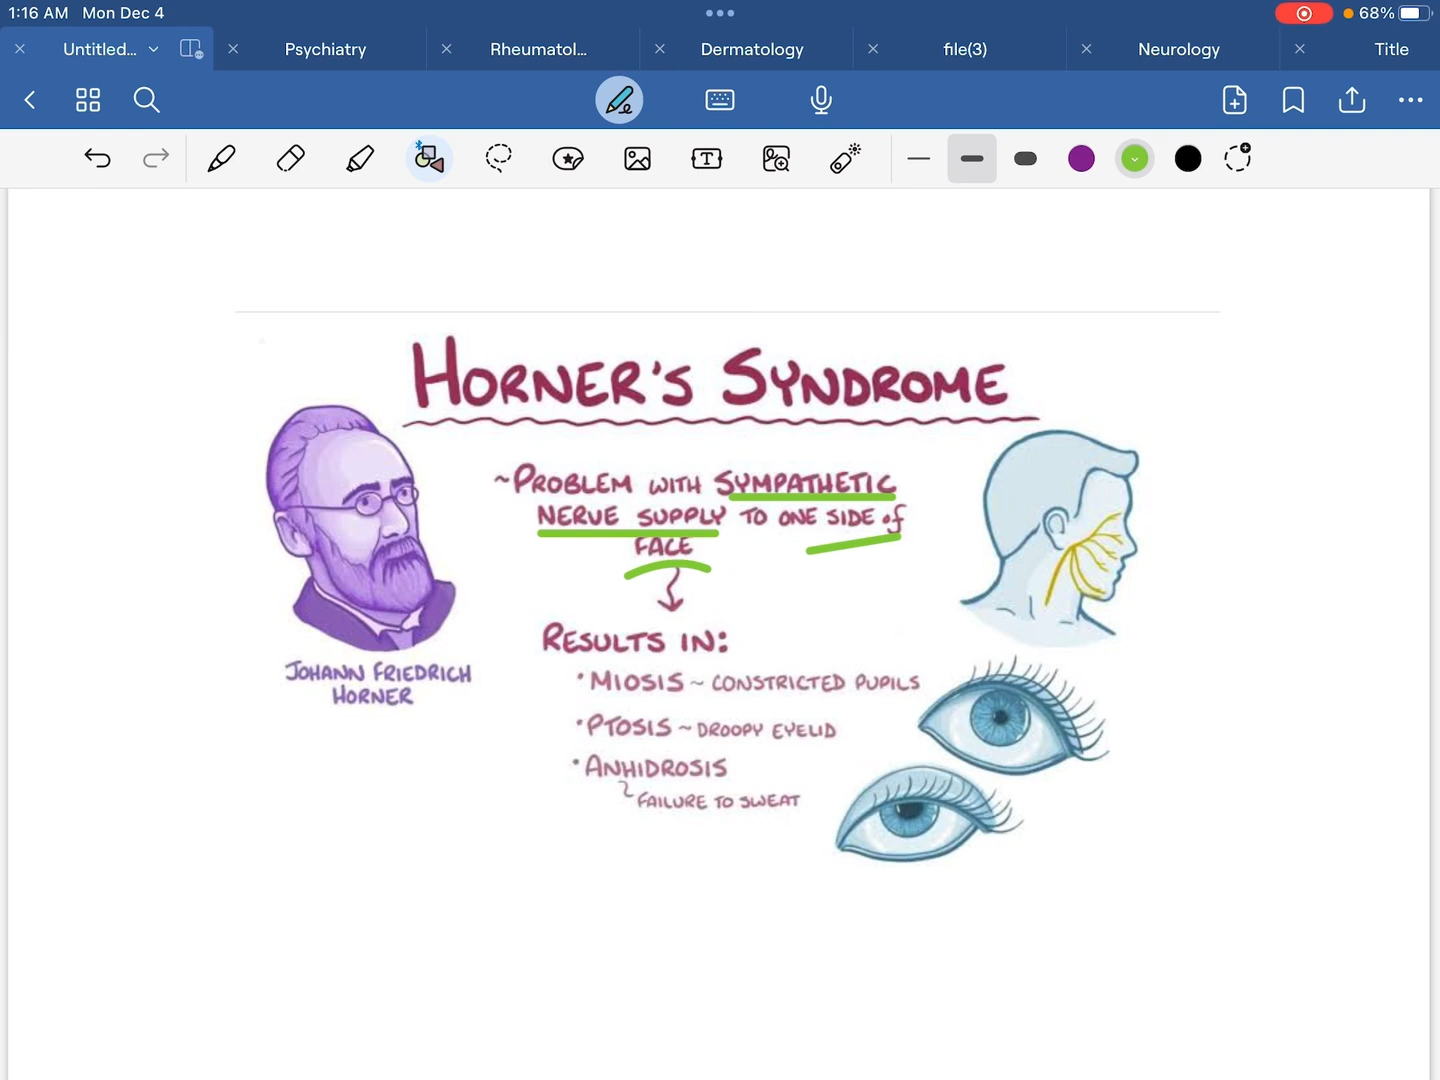 1:16 AM Mon Dec 4
68%
Untitled...
Psychiatry
Rheumatol...
Dermatology
file(3)
Neurology
Title
HORNER'S SYNDROME
~PROBLEM WITH SYMPATHETIC
NERVE SUPPLY TO ONE SIDE of
FACE
RESULTS IN:
• MIOSIS ~ CONSTRICTED PUPILS
• PTOSIS ~ DROOPY EYELID
• ANHIDROSIS
FAILURE TO SWEAT
JOHANN FRIEDRICH
HORNER